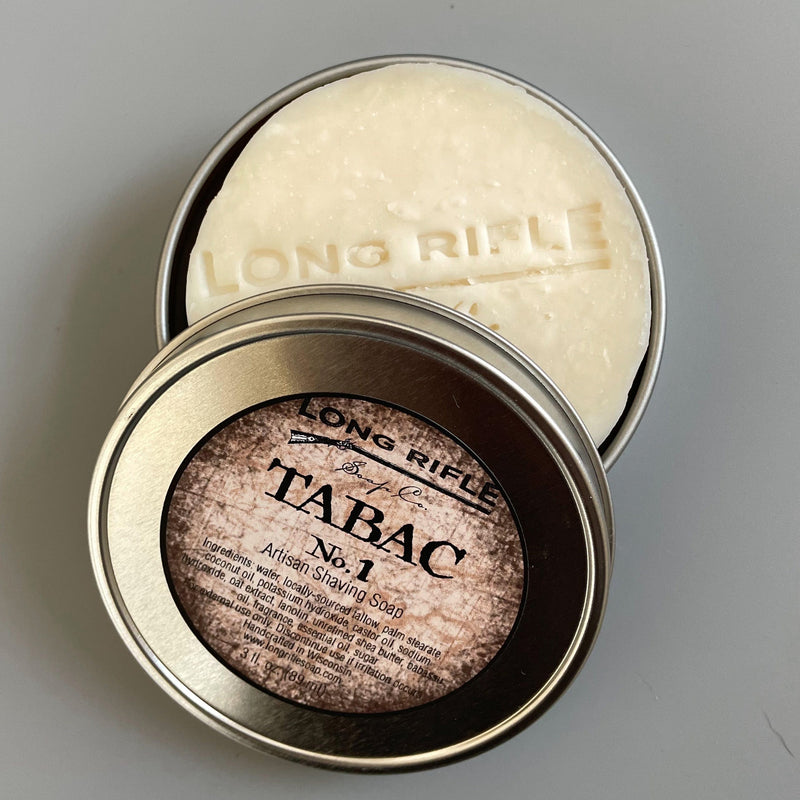 LONG RIFLE
LONG RIFLE
Soap Co.
TABAC
No. 1
Artisan Shaving Soap
Ingredients, water, locally-sourced tallow, palm stearate,
coconut oil, potassium hydroxide, castor oil, sodium
hydroxide, oat extract, lanolin, unrefined shea butter, babassu
oil, fragrance, essential oil, sugar.
For external use only. Discontinue use if irritation occurs.
Handcrafted in Wisconsin.
www.longriflesoap.com
3 fl. oz. (89 ml)